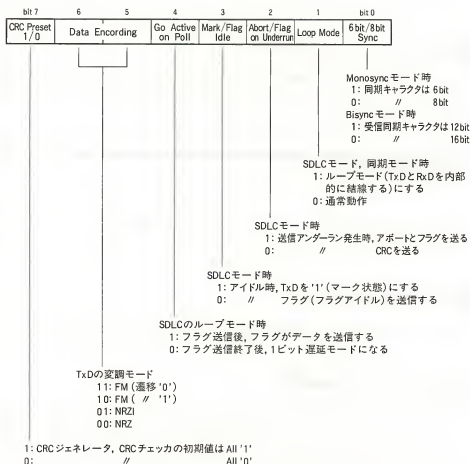 bit 7 6 5 4 3 2 1 bit 0
CRC Preset 1/0
Data Encording
Go Active on Poll
Mark/Flag Idle
Abort/Flag on Underrun
Loop Mode
6bit/8bit Sync
Monosyncモード時
1: 同期キャラクタは 6bit
0: 〃 8bit
Bisyncモード時
1: 受信同期キャラクタは12bit
0: 〃 16bit
SDLCモード, 同期モード時
1: ループモード(TxDとRxDを内部
的に結線する)にする
0: 通常動作
SDLCモード時
1: 送信アンダーラン発生時, アボートとフラグを送る
0: 〃 CRCを送る
SDLCモード時
1: アイドル時, TxDを'1'(マーク状態)にする
0: 〃 フラグ(フラグアイドル)を送信する
SDLCのループモード時
1: フラグ送信後, フラグがデータを送信する
0: フラグ送信終了後, 1ビット遅延モードになる
TxDの変調モード
11: FM (遷移 '0')
10: FM ( 〃 '1')
01: NRZI
00: NRZ
1: CRCジェネレータ, CRCチェッカの初期値は All '1'
0: 〃 All '0'